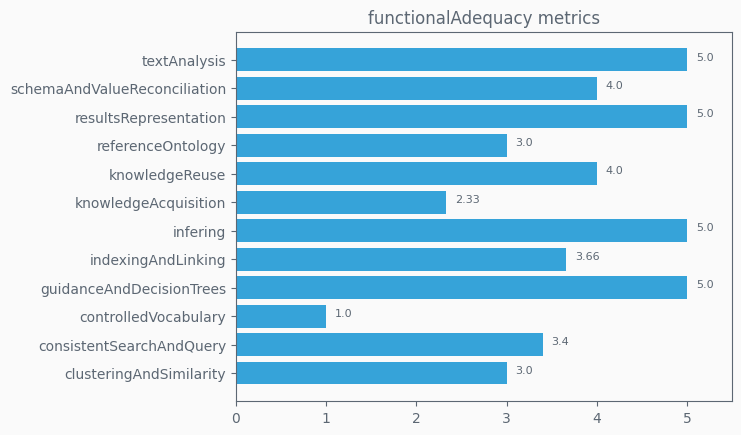 functionalAdequacy metrics
textAnalysis 5.0
schemaAndValueReconciliation 4.0
resultsRepresentation 5.0
referenceOntology 3.0
knowledgeReuse 4.0
knowledgeAcquisition 2.33
infering 5.0
indexingAndLinking 3.66
guidanceAndDecisionTrees 5.0
controlledVocabulary 1.0
consistentSearchAndQuery 3.4
clusteringAndSimilarity 3.0
0 1 2 3 4 5